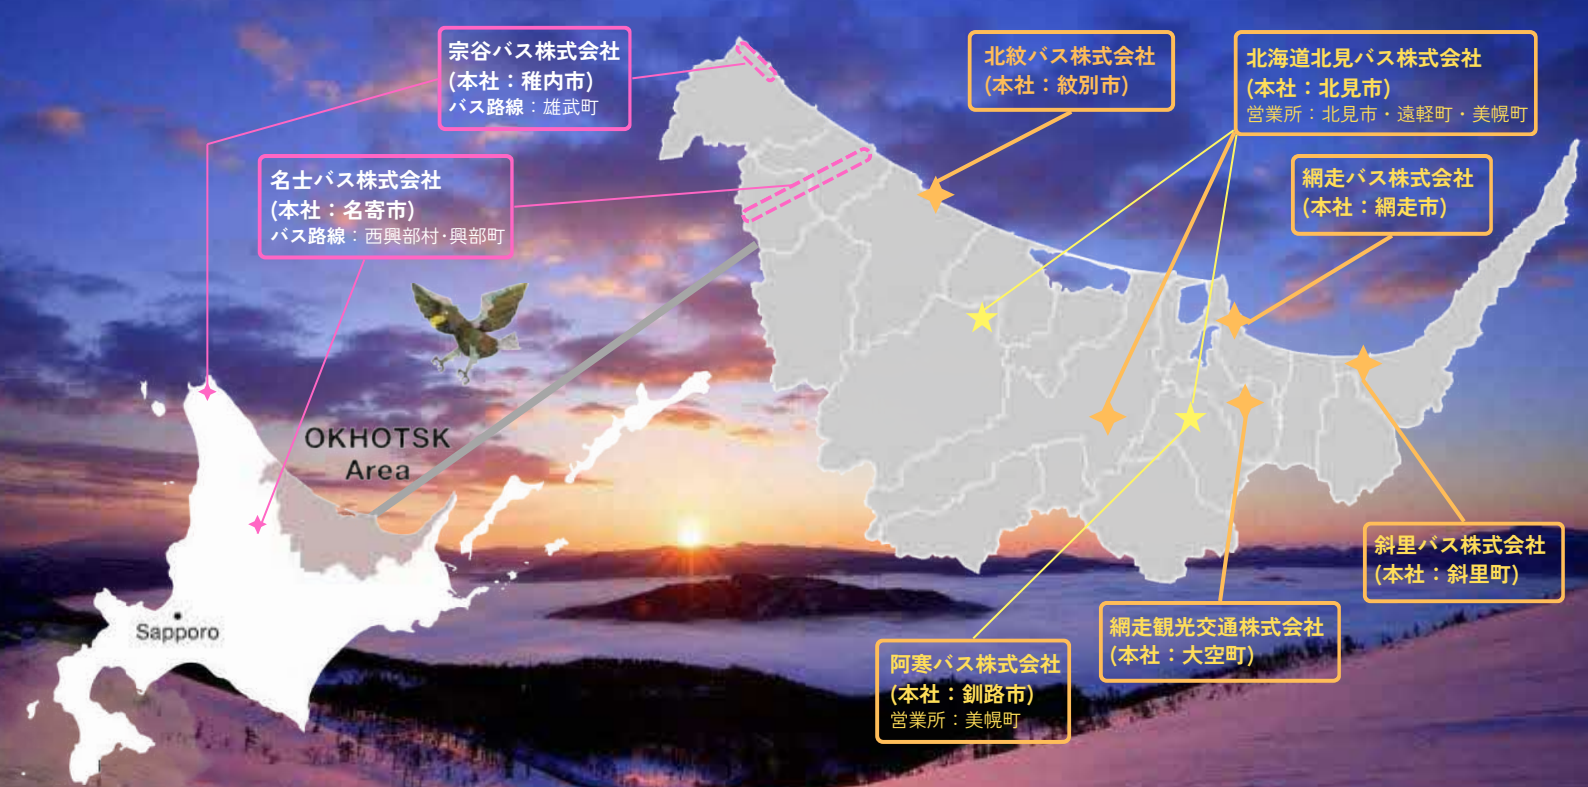 宗谷バス株式会社
(本社：稚内市)
バス路線：雄武町
名士バス株式会社
(本社：名寄市)
バス路線：西興部村･興部町
北紋バス株式会社
(本社：紋別市)
北海道北見バス株式会社
(本社：北見市)
営業所：北見市・遠軽町・美幌町
網走バス株式会社
(本社：網走市)
OKHOTSK
Area
Sapporo
斜里バス株式会社
(本社：斜里町)
網走観光交通株式会社
(本社：大空町)
阿寒バス株式会社
(本社：釧路市)
営業所：美幌町